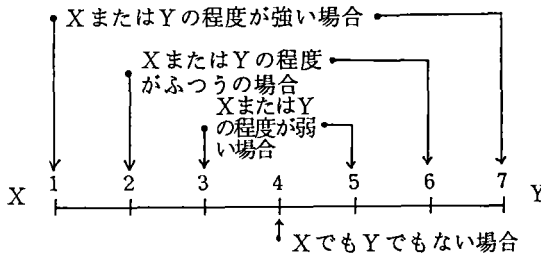 XまたはYの程度が強い場合
XまたはYの程度
がふつうの場合
XまたはY
の程度が弱
い場合
1 2 3 4 5 6 7
X Y
XでもYでもない場合